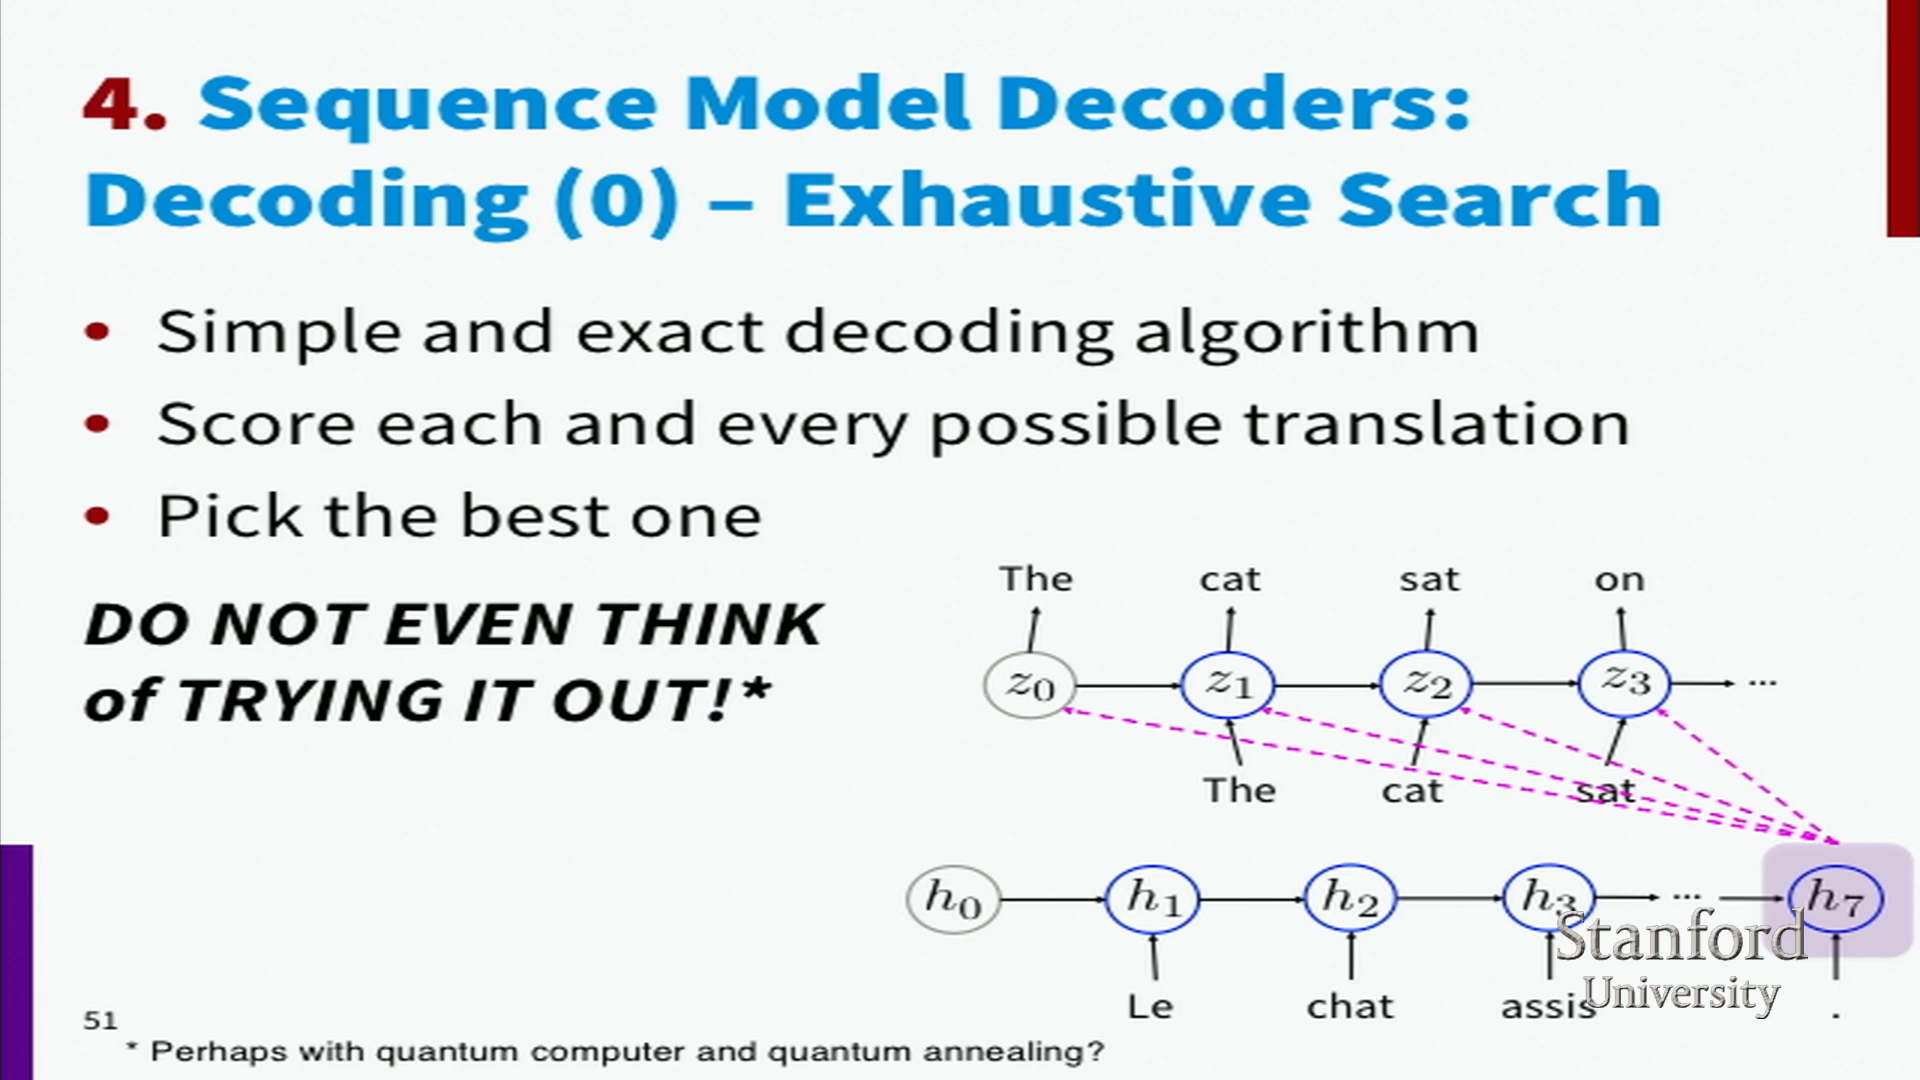 4. Sequence Model Decoders:
Decoding (0) – Exhaustive Search
• Simple and exact decoding algorithm
• Score each and every possible translation
• Pick the best one
DO NOT EVEN THINK
of TRYING IT OUT!*
The cat sat on
z0 z1 z2 z3 ...
The cat sat
h0 h1 h2 h3 ... h7
Le chat assis .
Stanford
University
51
* Perhaps with quantum computer and quantum annealing?